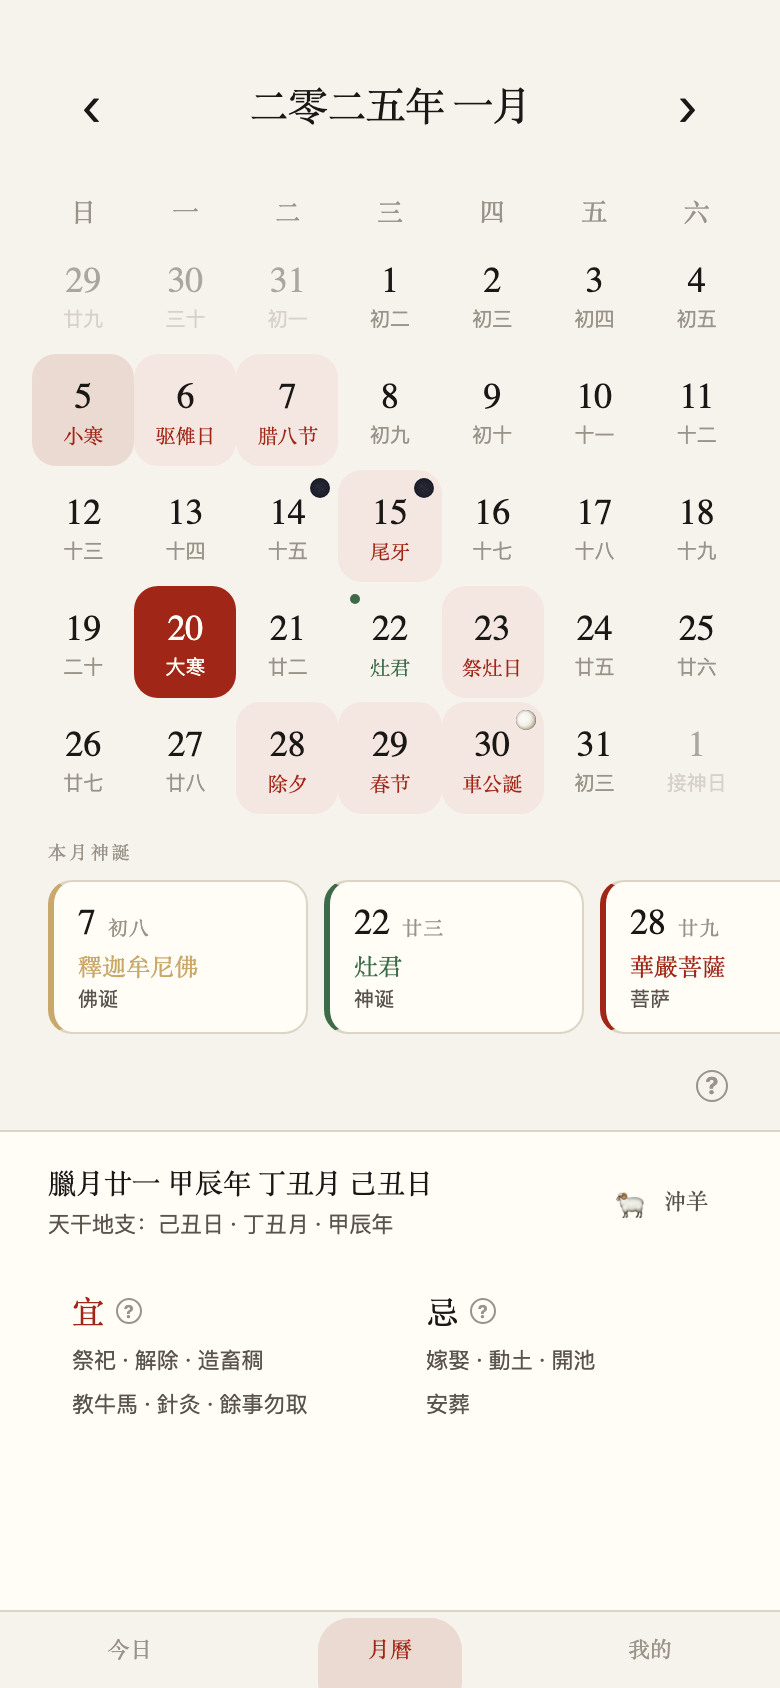 ‹ 二零二五年 一月 ›
日 一 二 三 四 五 六
29 30 31 1 2 3 4
廿九 三十 初一 初二 初三 初四 初五
5 6 7 8 9 10 11
小寒 驱傩日 腊八节 初九 初十 十一 十二
12 13 14 15 16 17 18
十三 十四 十五 尾牙 十七 十八 十九
19 20 21 22 23 24 25
二十 大寒 廿二 灶君 祭灶日 廿五 廿六
26 27 28 29 30 31 1
廿七 廿八 除夕 春节 車公誕 初三 接神日
本月神誕
7 初八 22 廿三 28 廿九
釋迦牟尼佛 灶君 華嚴菩薩
佛诞 神诞 菩萨
?
臘月廿一 甲辰年 丁丑月 己丑日
天干地支：己丑日 · 丁丑月 · 甲辰年
沖羊
宜 ? 忌 ?
祭祀 · 解除 · 造畜稠 嫁娶 · 動土 · 開池
教牛馬 · 針灸 · 餘事勿取 安葬
今日 月曆 我的